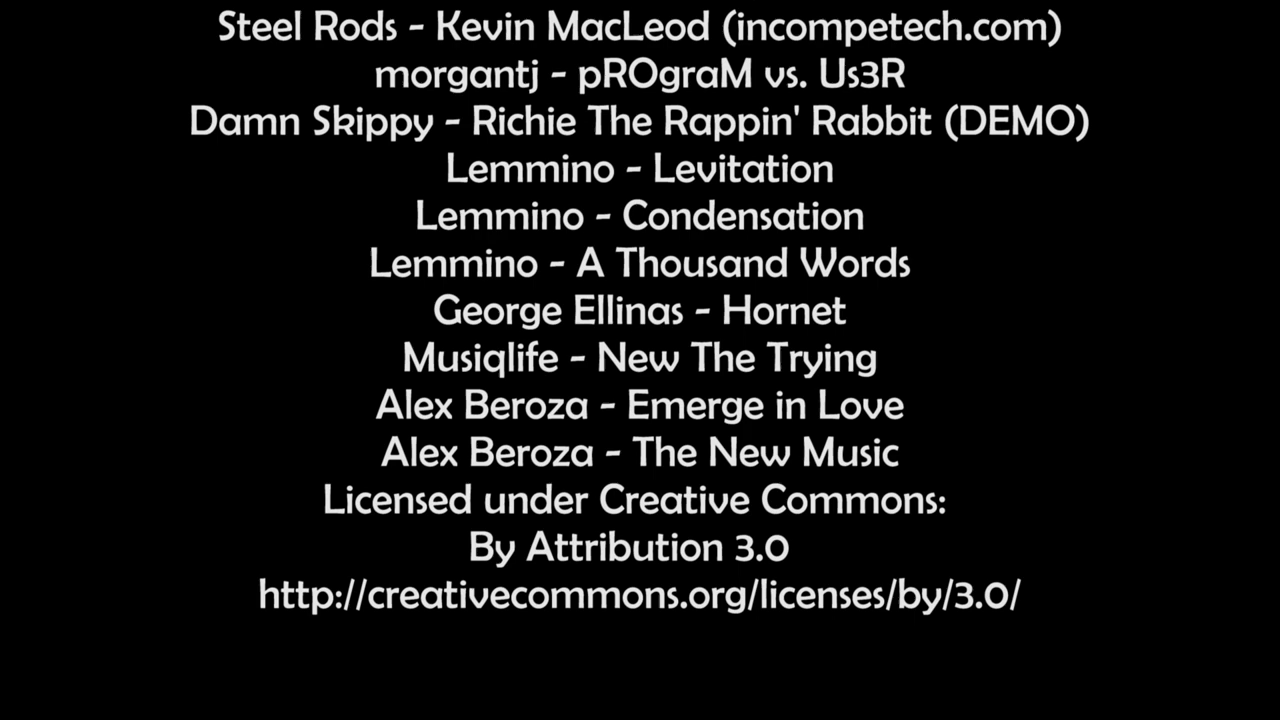 Steel Rods - Kevin MacLeod (incompetech.com)
morgantj - pROgraM vs. Us3R
Damn Skippy - Richie The Rappin' Rabbit (DEMO)
Lemmino - Levitation
Lemmino - Condensation
Lemmino - A Thousand Words
George Ellinas - Hornet
Musiqlife - New The Trying
Alex Beroza - Emerge in Love
Alex Beroza - The New Music
Licensed under Creative Commons:
By Attribution 3.0
http://creativecommons.org/licenses/by/3.0/